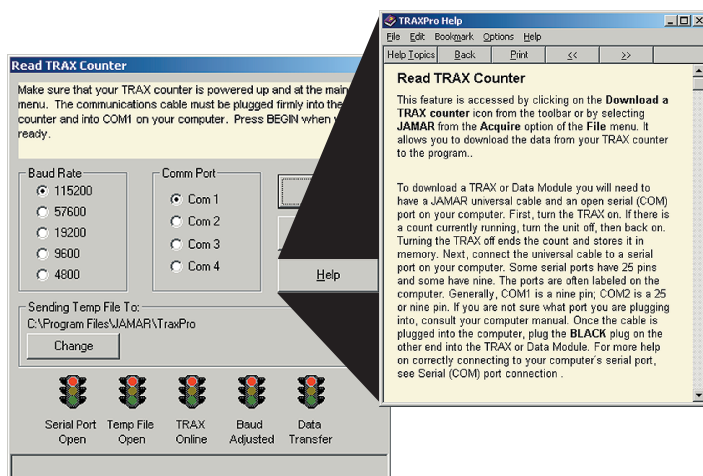 Read TRAX Counter
Make sure that your TRAX counter is powered up and at the main
menu. The communications cable must be plugged firmly into the
counter and into COM1 on your computer. Press BEGIN when
ready.
Baud Rate
115200
57600
19200
9600
4800
Comm Port
Com 1
Com 2
Com 3
Com 4
Help
Sending Temp File To:
C:\Program Files\JAMAR\TraxPro
Change
Serial Port
Open
Temp File
Open
TRAX
Online
Baud
Adjusted
Data
Transfer
TRAXPro Help
File Edit Bookmark Options Help
Help Topics Back Print << >>
Read TRAX Counter
This feature is accessed by clicking on the Download a
TRAX counter icon from the toolbar or by selecting
JAMAR from the Acquire option of the File menu. It
allows you to download the data from your TRAX counter
to the program..
To download a TRAX or Data Module you will need to
have a JAMAR universal cable and an open serial (COM)
port on your computer. First, turn the TRAX on. If there is
a count currently running, turn the unit off, then back on.
Turning the TRAX off ends the count and stores it in
memory. Next, connect the universal cable to a serial
port on your computer. Some serial ports have 25 pins
and some have nine. The ports are often labeled on the
computer. Generally, COM1 is a nine pin; COM2 is a 25
or nine pin. If you are not sure what port you are plugging
into, consult your computer manual. Once the cable is
plugged into the computer, plug the BLACK plug on the
other end into the TRAX or Data Module. For more help
on correctly connecting to your computer's serial port,
see Serial (COM) port connection .